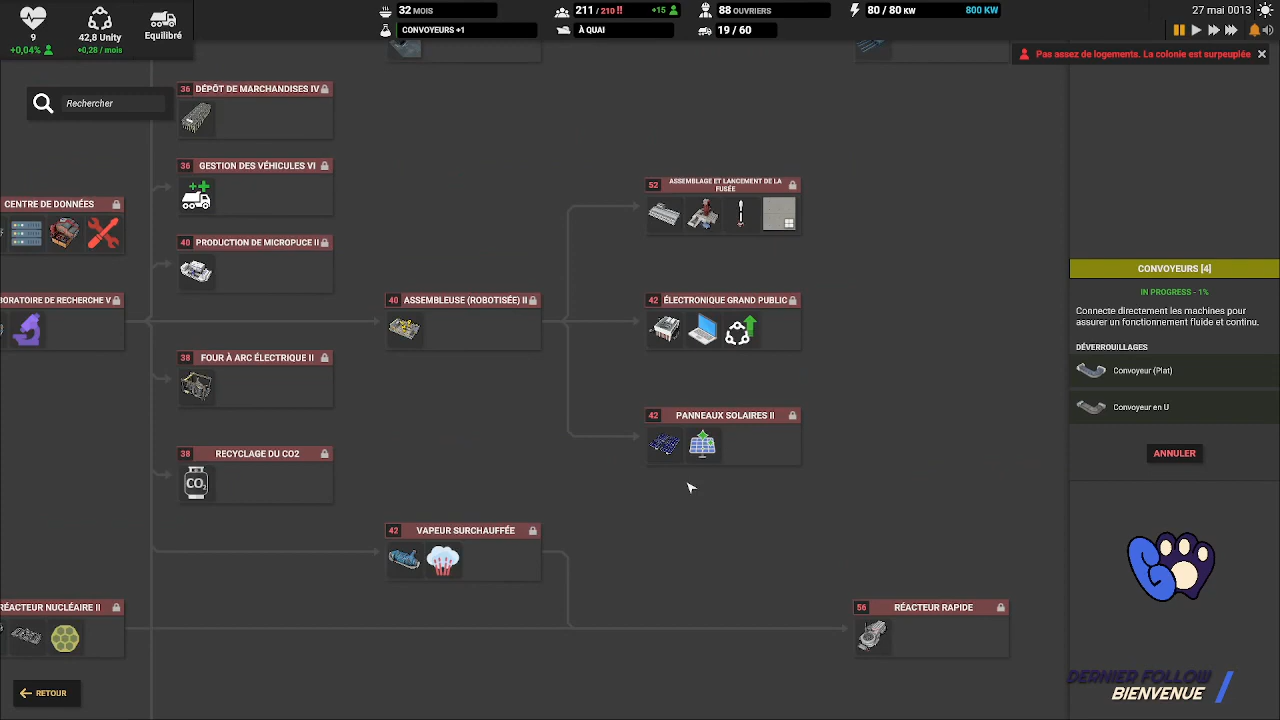 9
+0,04%
42,8 Unity
+0,28 / mois
Équilibré
32 MOIS
CONVOYEURS +1
211 / 210 !! +15
À QUAI
88 OUVRIERS
19 / 60
80 / 80 KW 800 KW
27 mai 0013
Pas assez de logements. La colonie est surpeuplée
Rechercher
36 DÉPÔT DE MARCHANDISES IV
36 GESTION DES VÉHICULES VI
CENTRE DE DONNÉES
52 ASSEMBLAGE ET LANCEMENT DE LA
FUSÉE
40 PRODUCTION DE MICROPUCE II
BORATOIRE DE RECHERCHE V
40 ASSEMBLEUSE (ROBOTISÉE) II
42 ÉLECTRONIQUE GRAND PUBLIC
38 FOUR À ARC ÉLECTRIQUE II
42 PANNEAUX SOLAIRES II
38 RECYCLAGE DU CO2
CO2
42 VAPEUR SURCHAUFFÉE
RÉACTEUR NUCLÉAIRE II
56 RÉACTEUR RAPIDE
RETOUR
CONVOYEURS [4]
IN PROGRESS - 1%
Connecte directement les machines pour
assurer un fonctionnement fluide et continu.
DÉVERROUILLAGES
Convoyeur (Plat)
Convoyeur en U
ANNULER
DERNIER FOLLOW
BIENVENUE